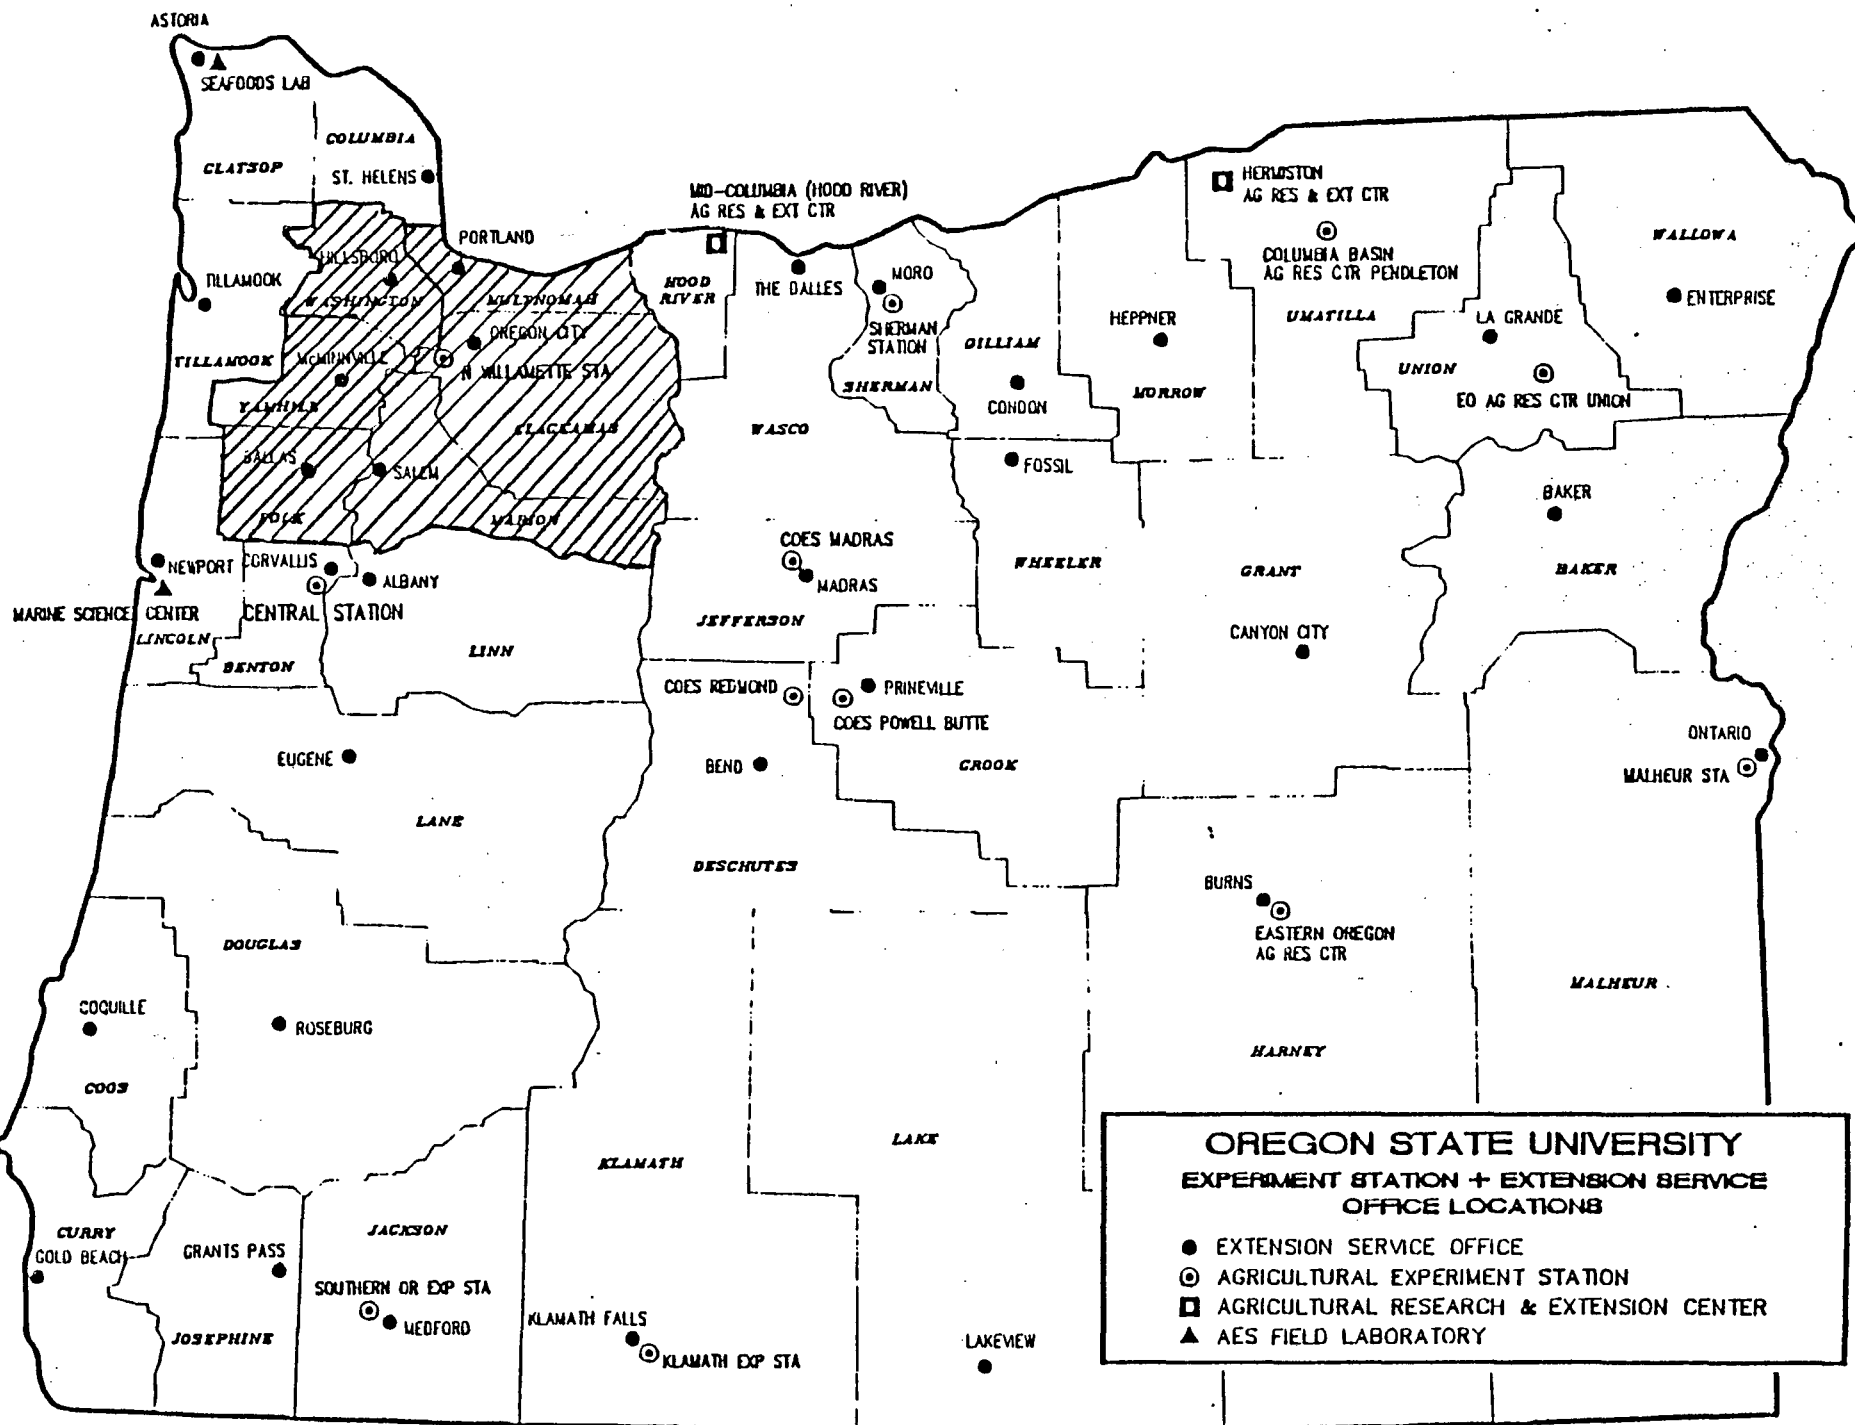 ASTORIA
SEAFOODS LAB
COLUMBIA
CLATSOP
ST. HELENS
MID-COLUMBIA (HOOD RIVER)
AG RES & EXT CTR
HERMISTON
AG RES & EXT CTR
PORTLAND
HILLSBORO
COLUMBIA BASIN
AG RES CTR PENDLETON
WALLOWA
TILLAMOOK
WASHINGTON
MULTNOMAH
HOOD
RIVER
THE DALLES
MORO
ENTERPRISE
OREGON CITY
SHERMAN
STATION
HEPPNER
UMATILLA
LA GRANDE
TILLAMOOK
McMINNVILLE
N WILLAMETTE STA
GILLIAM
UNION
SHERMAN
MORROW
EO AG RES CTR UNION
YAMHILL
CLACKAMAS
WASCO
CONDON
DALLAS
SALEM
FOSSIL
BAKER
POLK
MARION
COES MADRAS
NEWPORT
CORVALLIS
ALBANY
MADRAS
WHEELER
GRANT
BAKER
MARINE SCIENCE CENTER
CENTRAL STATION
JEFFERSON
LINCOLN
BENTON
LINN
CANYON CITY
COES REDMOND
PRINEVILLE
COES POWELL BUTTE
ONTARIO
EUGENE
BEND
CROOK
MALHEUR STA
LANE
DESCHUTES
BURNS
EASTERN OREGON
AG RES CTR
DOUGLAS
MALHEUR
COQUILLE
ROSEBURG
HARNEY
COOS
LAKE
KLAMATH
OREGON STATE UNIVERSITY
EXPERIMENT STATION + EXTENSION SERVICE
OFFICE LOCATIONS
EXTENSION SERVICE OFFICE
AGRICULTURAL EXPERIMENT STATION
AGRICULTURAL RESEARCH & EXTENSION CENTER
AES FIELD LABORATORY
CURRY
GOLD BEACH
GRANTS PASS
JACKSON
SOUTHERN OR EXP STA
MEDFORD
JOSEPHINE
KLAMATH FALLS
KLAMATH EXP STA
LAKEVIEW